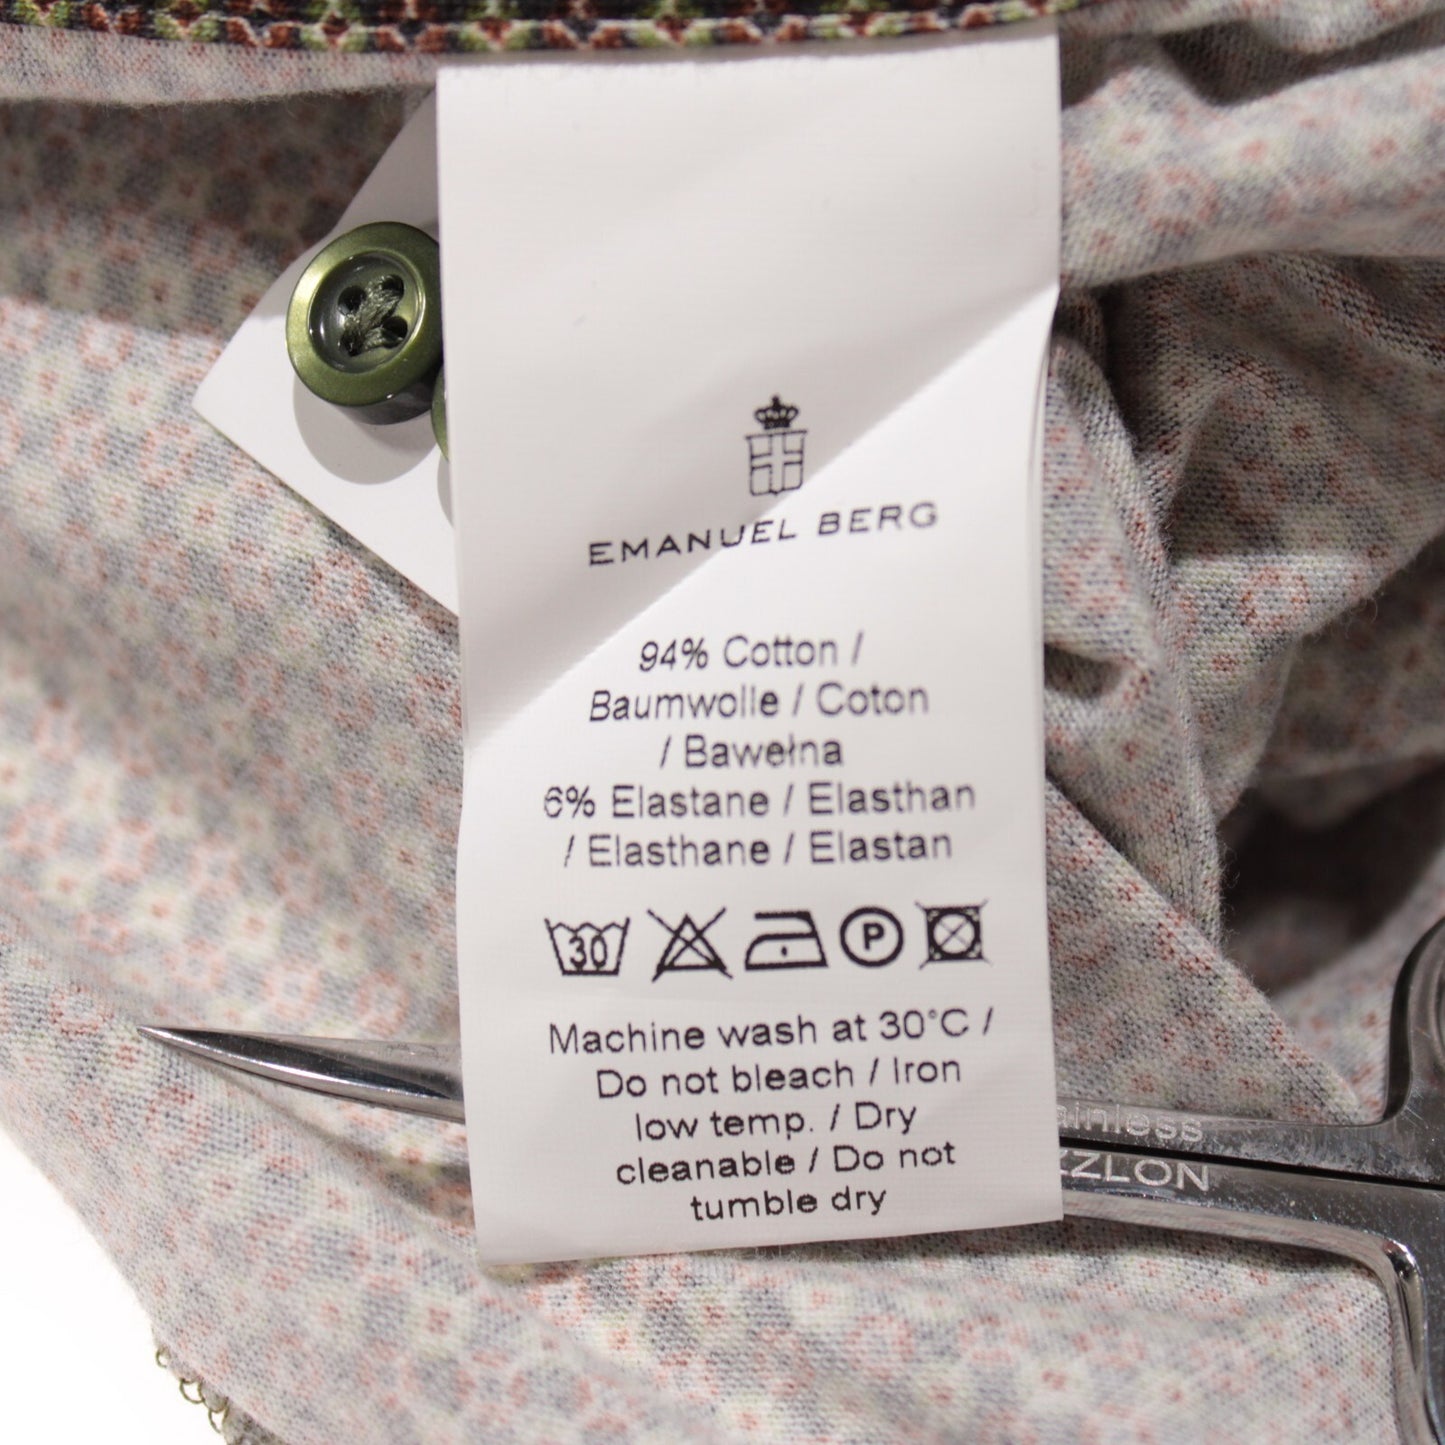 EMANUEL BERG
94% Cotton /
Baumwolle / Coton
/ Bawełna
6% Elastane / Elasthan
/ Elasthane / Elastan
30 P
Machine wash at 30°C /
Do not bleach / Iron
low temp. / Dry
cleanable / Do not
tumble dry
ainless
ZZLON